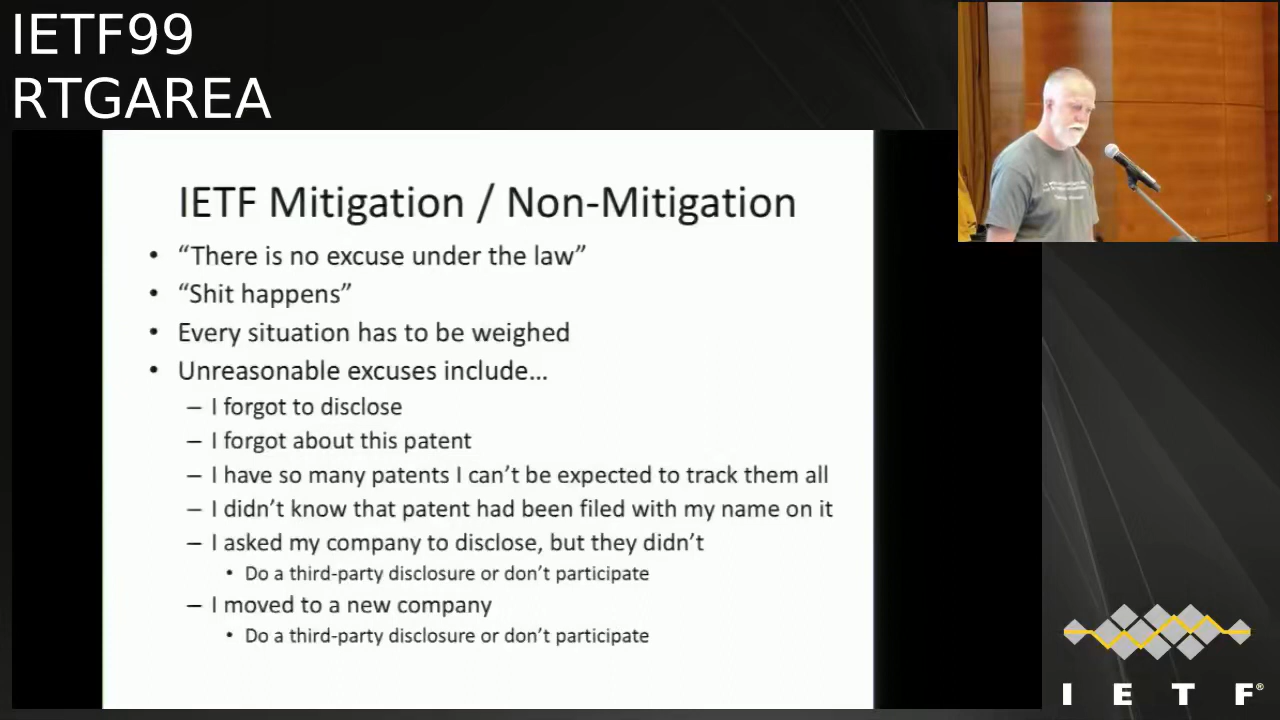 IETF99
RTGAREA
IETF Mitigation / Non-Mitigation
• “There is no excuse under the law”
• “Shit happens”
• Every situation has to be weighed
• Unreasonable excuses include…
– I forgot to disclose
– I forgot about this patent
– I have so many patents I can’t be expected to track them all
– I didn’t know that patent had been filed with my name on it
– I asked my company to disclose, but they didn’t
• Do a third-party disclosure or don’t participate
– I moved to a new company
• Do a third-party disclosure or don’t participate
I E T F®